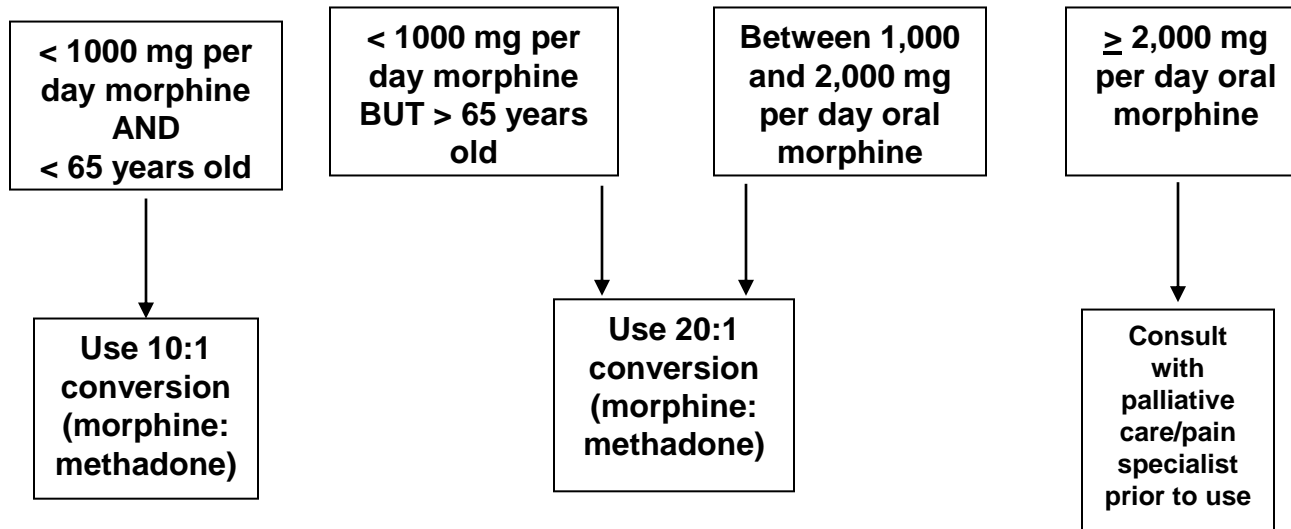 < 1000 mg per
day morphine
AND
< 65 years old
< 1000 mg per
day morphine
BUT > 65 years
old
Between 1,000
and 2,000 mg
per day oral
morphine
≥ 2,000 mg
per day oral
morphine
Use 10:1
conversion
(morphine:
methadone)
Use 20:1
conversion
(morphine:
methadone)
Consult
with
palliative
care/pain
specialist
prior to use